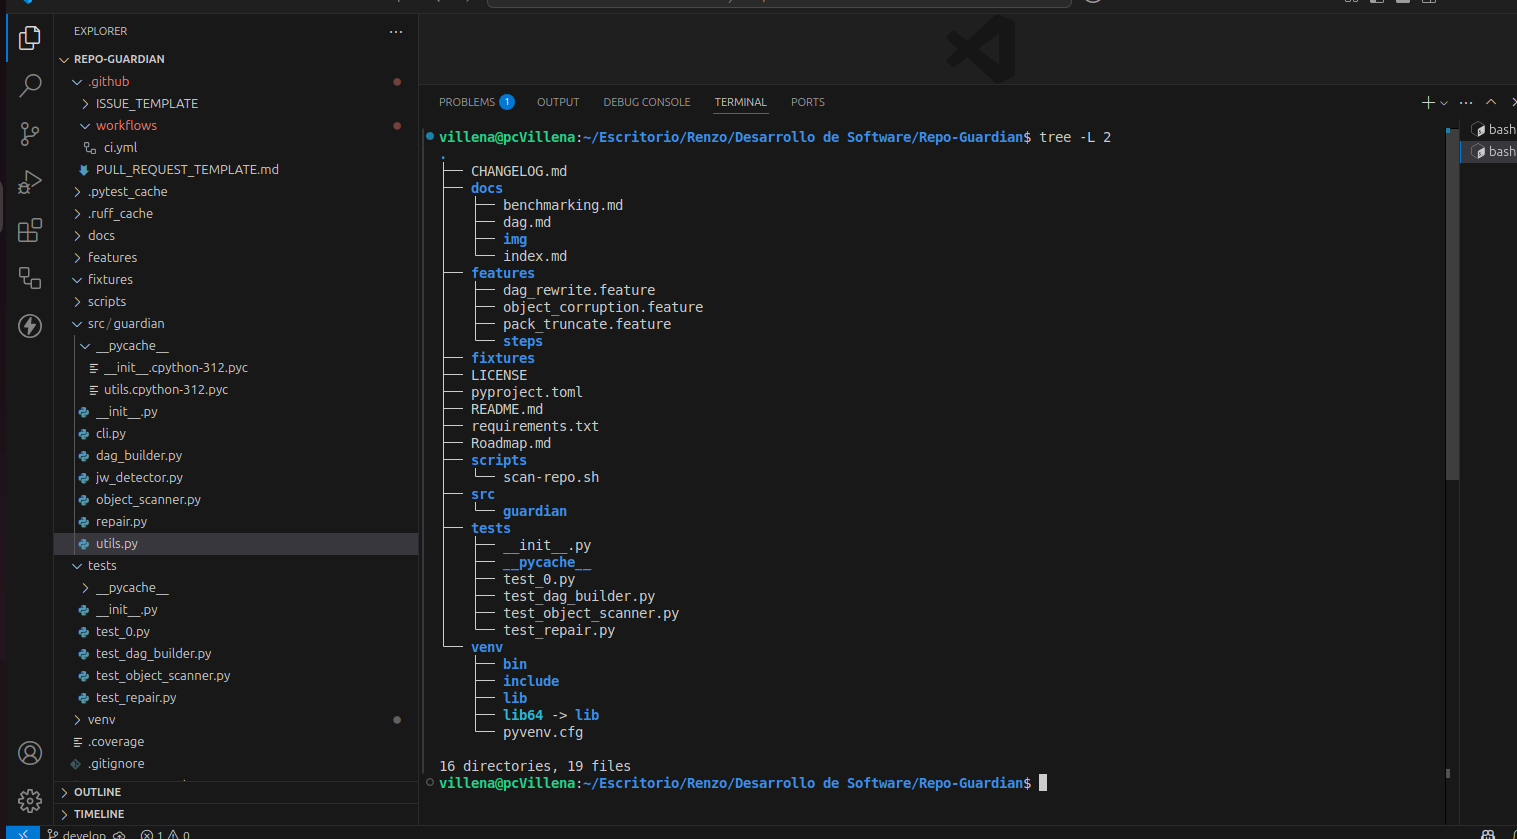 EXPLORER
REPO-GUARDIAN
.github
ISSUE_TEMPLATE
workflows
ci.yml
PULL_REQUEST_TEMPLATE.md
.pytest_cache
.ruff_cache
docs
features
fixtures
scripts
src/guardian
__pycache__
__init__.cpython-312.pyc
utils.cpython-312.pyc
__init__.py
cli.py
dag_builder.py
jw_detector.py
object_scanner.py
repair.py
utils.py
tests
__pycache__
__init__.py
test_0.py
test_dag_builder.py
test_object_scanner.py
test_repair.py
venv
.coverage
.gitignore
OUTLINE
TIMELINE
PROBLEMS 1 OUTPUT DEBUG CONSOLE TERMINAL PORTS
villena@pcVillena:~/Escritorio/Renzo/Desarrollo de Software/Repo-Guardian$ tree -L 2
.
├── CHANGELOG.md
├── docs
│   ├── benchmarking.md
│   ├── dag.md
│   ├── img
│   └── index.md
├── features
│   ├── dag_rewrite.feature
│   ├── object_corruption.feature
│   ├── pack_truncate.feature
│   └── steps
├── fixtures
├── LICENSE
├── pyproject.toml
├── README.md
├── requirements.txt
├── Roadmap.md
├── scripts
│   └── scan-repo.sh
├── src
│   └── guardian
├── tests
│   ├── __init__.py
│   ├── __pycache__
│   ├── test_0.py
│   ├── test_dag_builder.py
│   ├── test_object_scanner.py
│   └── test_repair.py
└── venv
    ├── bin
    ├── include
    ├── lib
    ├── lib64 -> lib
    └── pyvenv.cfg
16 directories, 19 files
villena@pcVillena:~/Escritorio/Renzo/Desarrollo de Software/Repo-Guardian$
bash
bash
develop 1 0